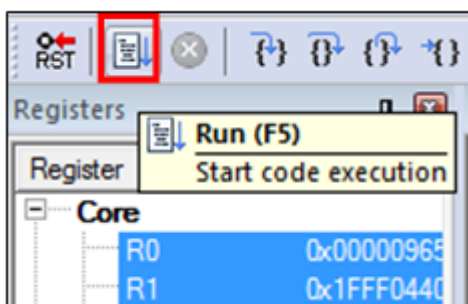 RST
Registers
Run (F5)
Register
Start code execution
Core
R0 0x00000965
R1 0x1FFF0440